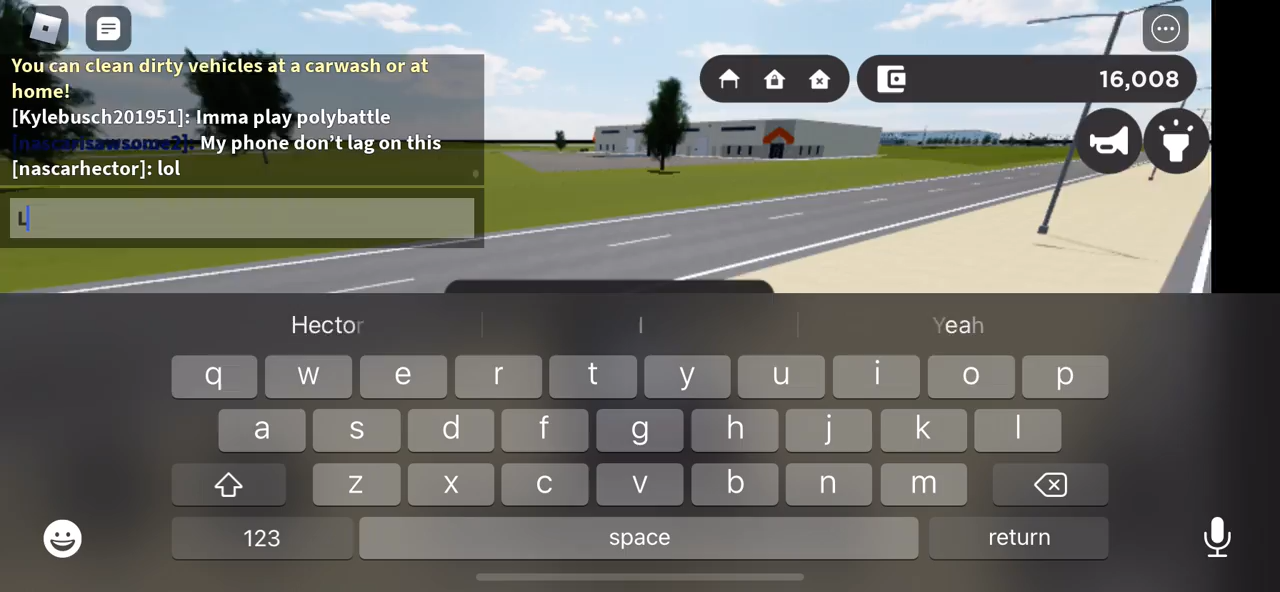 You can clean dirty vehicles at a carwash or at
home!
[Kylebusch201951]: Imma play polybattle
16,008
[nascarisawsome2]: My phone don’t lag on this
[nascarhector]: lol
L
Hector
I
Yeah
q w e r t y u i o p
a s d f g h j k l
z x c v b n m
123 space return